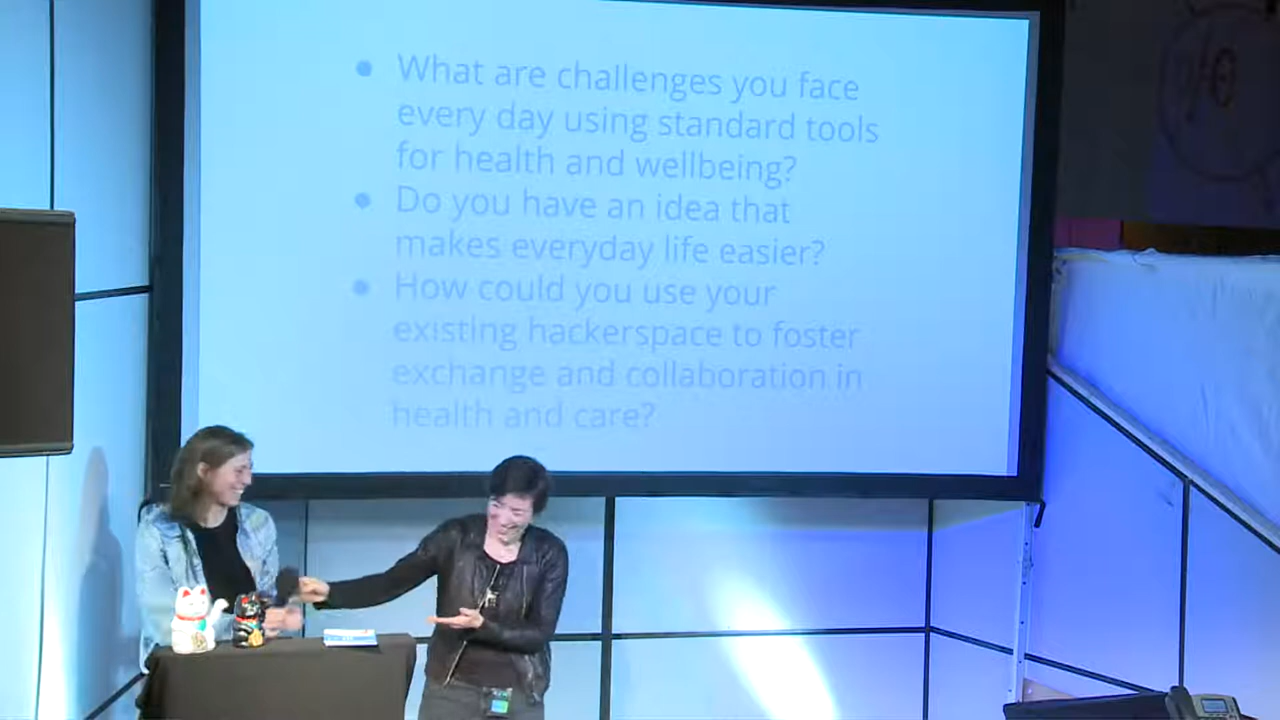 • What are challenges you face
every day using standard tools
for health and wellbeing?
• Do you have an idea that
makes everyday life easier?
• How could you use your
existing hackerspace to foster
exchange and collaboration in
health and care?